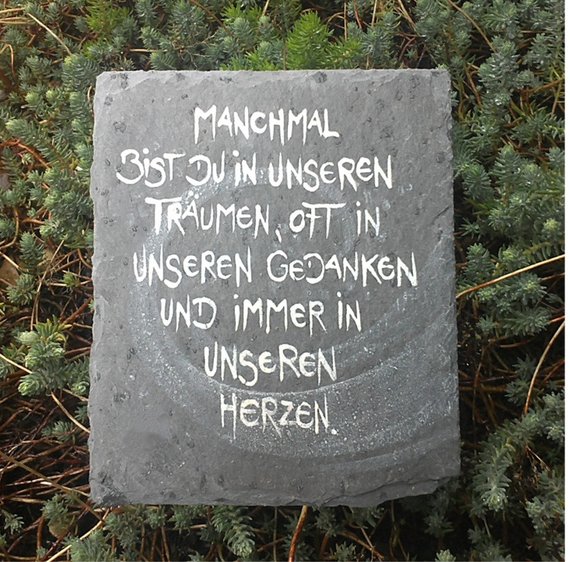 MANCHMAL
BIST DU IN UNSEREN
TRÄUMEN, OFT IN
UNSEREN GEDANKEN
UND IMMER IN
UNSEREN
HERZEN.